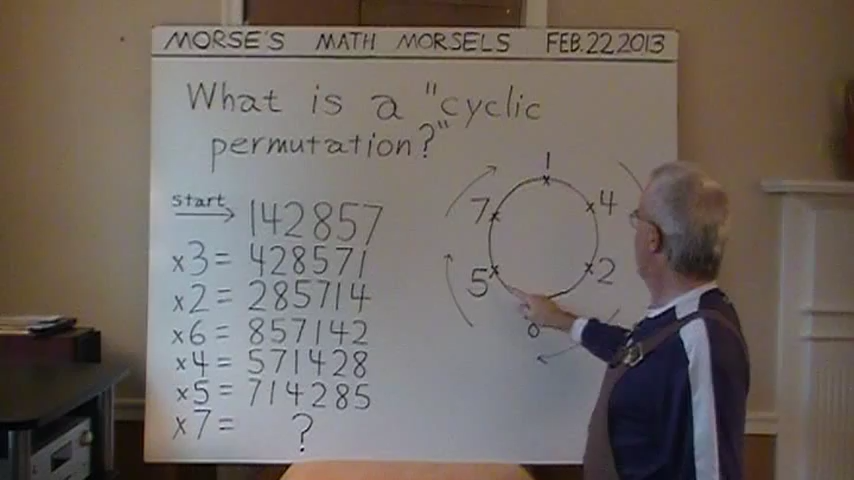 MORSE'S MATH MORSELS FEB. 22, 2013
What is a "cyclic
permutation?"
start 142857
x3 = 428571
x2 = 285714
x6 = 857142
x4 = 571428
x5 = 714285
x7 = ?
1
4
2
5
7